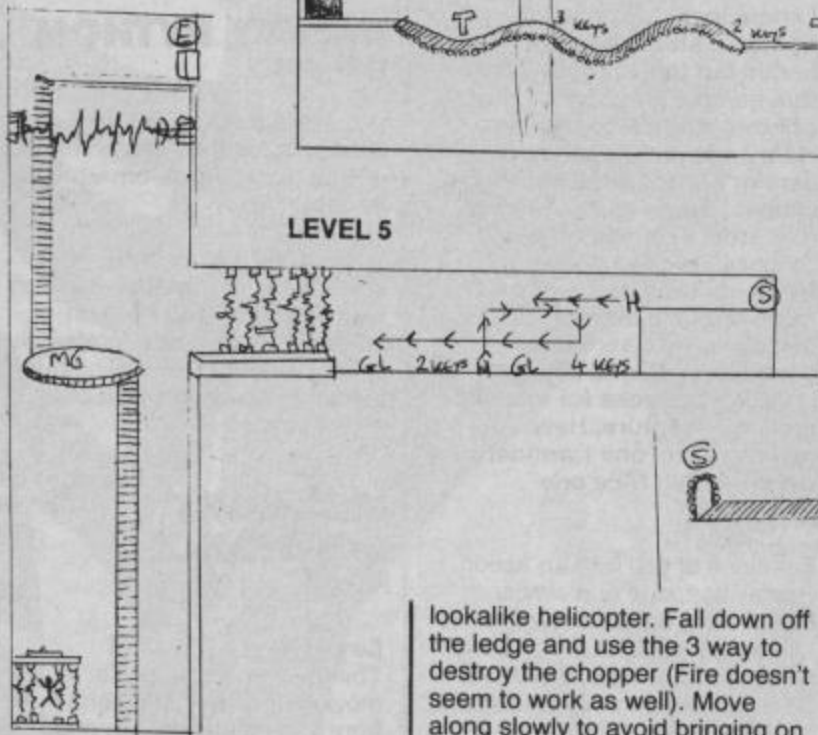 E
T
3 KEYS
2 KEYS
LEVEL 5
S
H
MG
GL 2 KEYS G GL 4 KEYS
S
lookalike helicopter. Fall down off
the ledge and use the 3 way to
destroy the chopper (Fire doesn't
seem to work as well). Move
along slowly to avoid bringing on